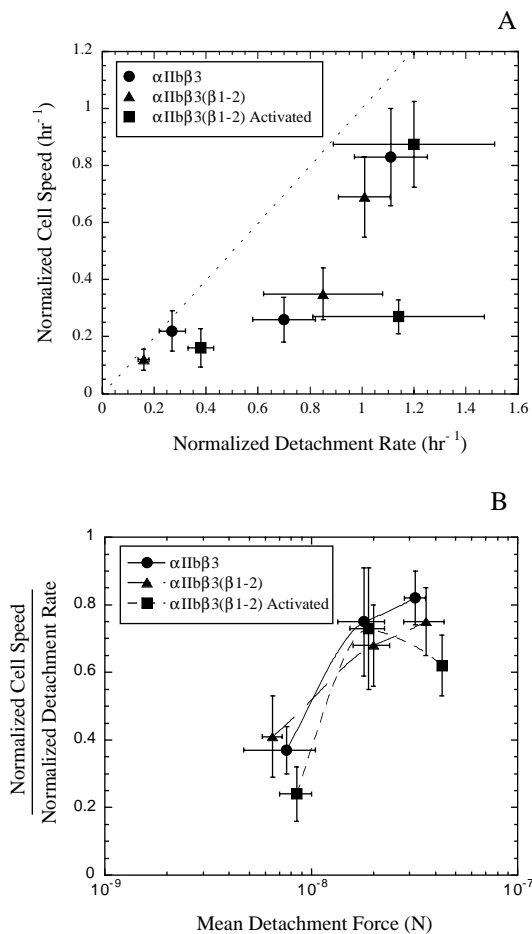 A
1.2
1
0.8
0.6
0.4
0.2
0
αIIbβ3
αIIbβ3(β1-2)
αIIbβ3(β1-2) Activated
Normalized Cell Speed (hr⁻¹)
0 0.2 0.4 0.6 0.8 1 1.2 1.4 1.6
Normalized Detachment Rate (hr⁻¹)
B
1
0.8
0.6
0.4
0.2
0
αIIbβ3
αIIbβ3(β1-2)
αIIbβ3(β1-2) Activated
Normalized Cell Speed
Normalized Detachment Rate
10⁻⁹ 10⁻⁸ 10⁻⁷
Mean Detachment Force (N)